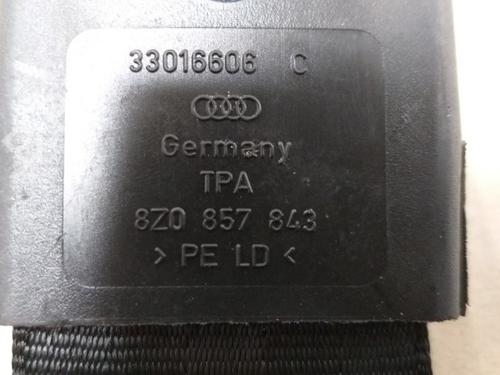 33016606 C
Germany
TPA
8Z0 857 843
> PE LD <